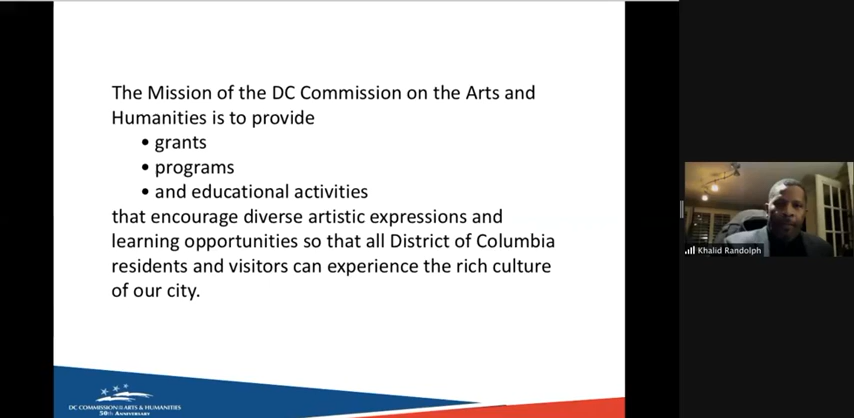 The Mission of the DC Commission on the Arts and
Humanities is to provide
• grants
• programs
• and educational activities
that encourage diverse artistic expressions and
learning opportunities so that all District of Columbia
residents and visitors can experience the rich culture
of our city.
Khalid Randolph
DC COMMISSION ON THE ARTS & HUMANITIES
50TH ANNIVERSARY